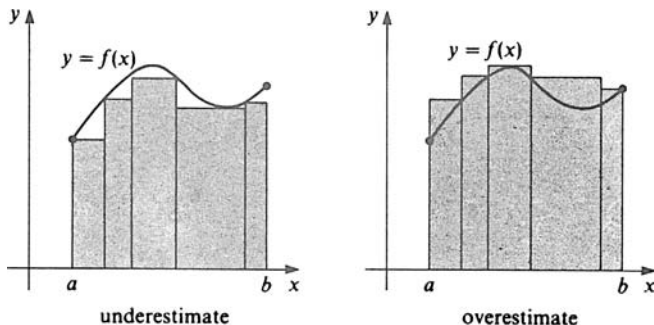 y
y = f(x)
a
b
x
underestimate
y
y = f(x)
a
b
x
overestimate